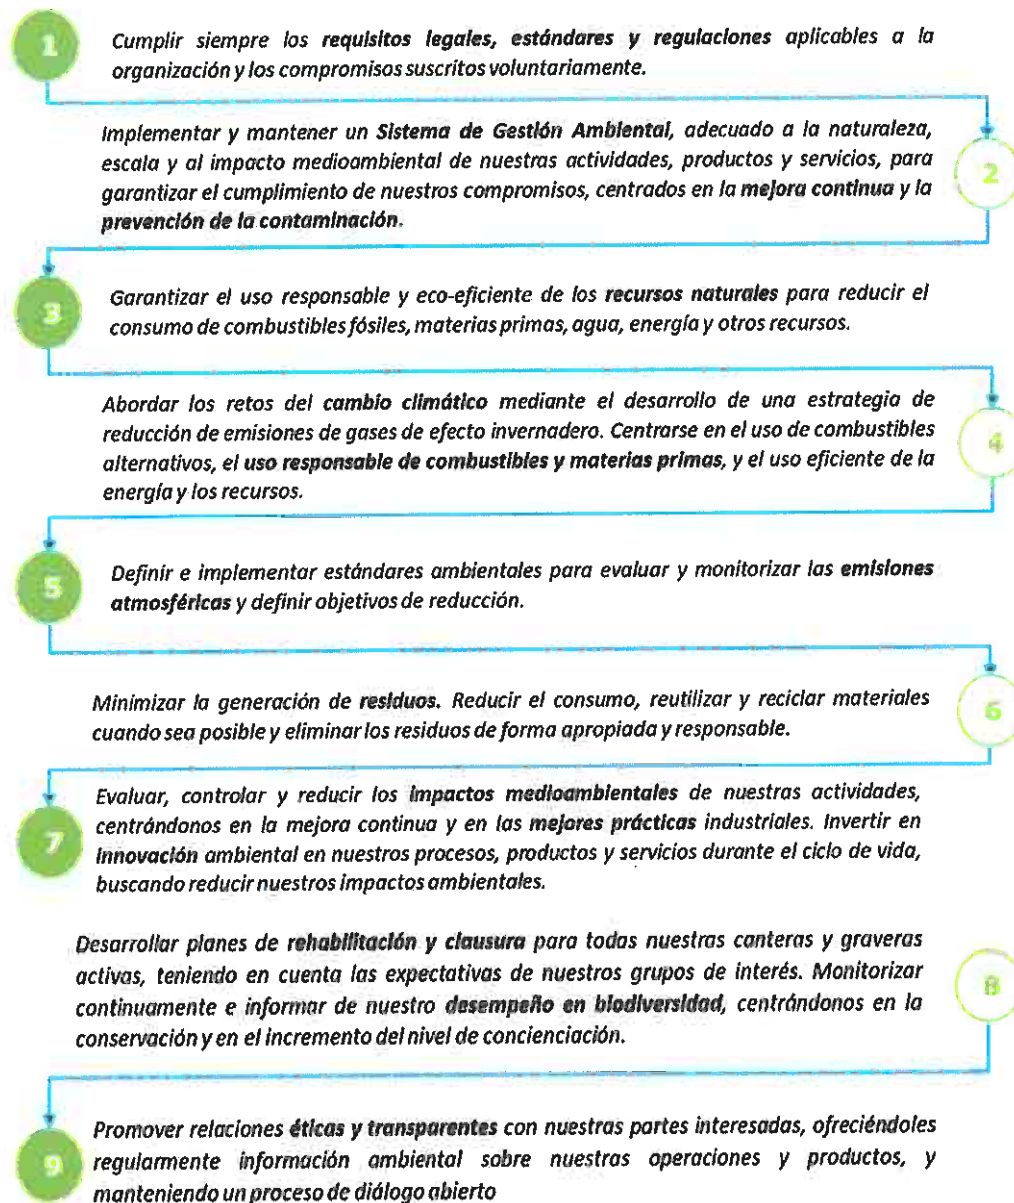 1
Cumplir siempre los requisitos legales, estándares y regulaciones aplicables a la
organización y los compromisos suscritos voluntariamente.
Implementar y mantener un Sistema de Gestión Ambiental, adecuado a la naturaleza,
escala y al impacto medioambiental de nuestras actividades, productos y servicios, para
garantizar el cumplimiento de nuestros compromisos, centrados en la mejora continua y la
prevención de la contaminación.
2
3
Garantizar el uso responsable y eco-eficiente de los recursos naturales para reducir el
consumo de combustibles fósiles, materias primas, agua, energía y otros recursos.
Abordar los retos del cambio climático mediante el desarrollo de una estrategia de
reducción de emisiones de gases de efecto invernadero. Centrarse en el uso de combustibles
alternativos, el uso responsable de combustibles y materias primas, y el uso eficiente de la
energía y los recursos.
4
5
Definir e implementar estándares ambientales para evaluar y monitorizar las emisiones
atmosféricas y definir objetivos de reducción.
Minimizar la generación de residuos. Reducir el consumo, reutilizar y reciclar materiales
cuando sea posible y eliminar los residuos de forma apropiada y responsable.
6
7
Evaluar, controlar y reducir los impactos medioambientales de nuestras actividades,
centrándonos en la mejora continua y en las mejores prácticas industriales. Invertir en
innovación ambiental en nuestros procesos, productos y servicios durante el ciclo de vida,
buscando reducir nuestros impactos ambientales.
Desarrollar planes de rehabilitación y clausura para todas nuestras canteras y graveras
activas, teniendo en cuenta las expectativas de nuestros grupos de interés. Monitorizar
continuamente e informar de nuestro desempeño en biodiversidad, centrándonos en la
conservación y en el incremento del nivel de concienciación.
8
9
Promover relaciones éticas y transparentes con nuestras partes interesadas, ofreciéndoles
regularmente información ambiental sobre nuestras operaciones y productos, y
manteniendo un proceso de diálogo abierto